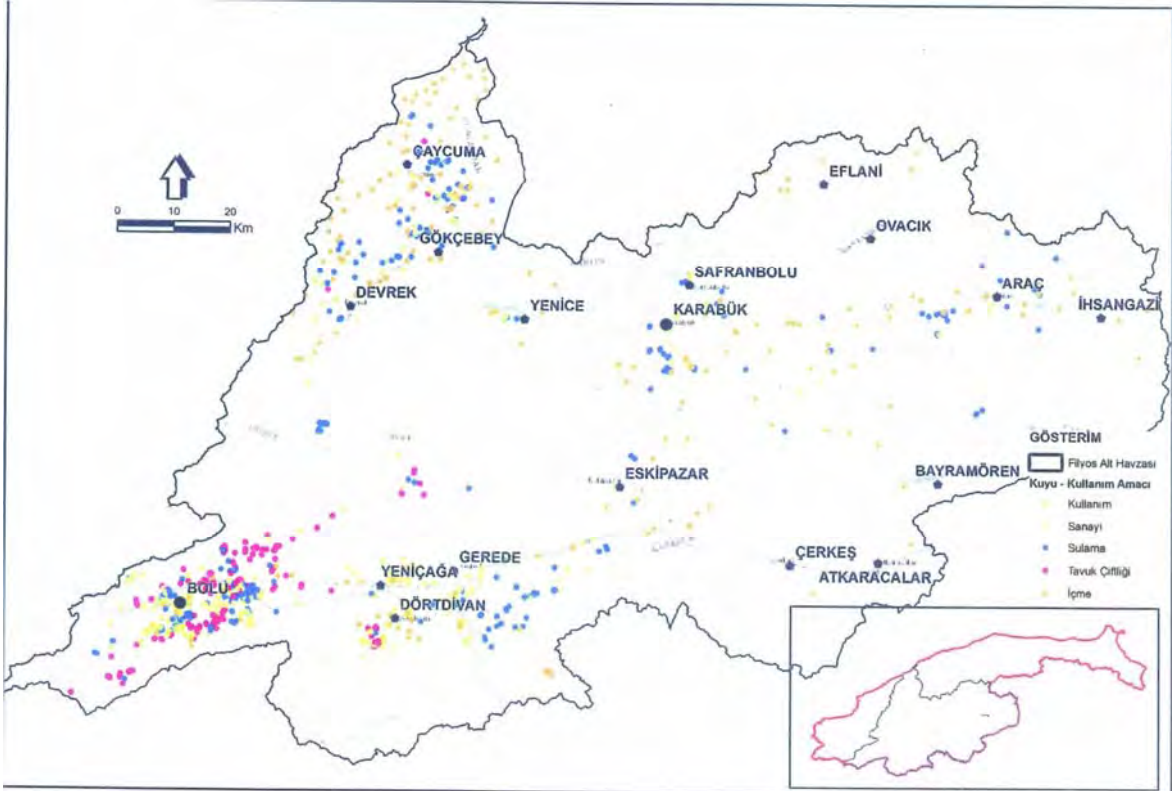 ÇAYCUMA
EFLANİ
0 10 20
Km
OVACIK
GÖKÇEBEY
SAFRANBOLU
DEVREK
YENİCE
KARABÜK
ARAÇ
İHSANGAZİ
GÖSTERİM
Filyos Alt Havzası
Kuyu - Kullanım Amacı
Kullanım
Sanayi
Sulama
Tavuk Çiftliği
İçme
ESKİPAZAR
BAYRAMÖREN
BOLU
YENİÇAĞA
GEREDE
DÖRTDİVAN
ÇERKEŞ
ATKARACALAR